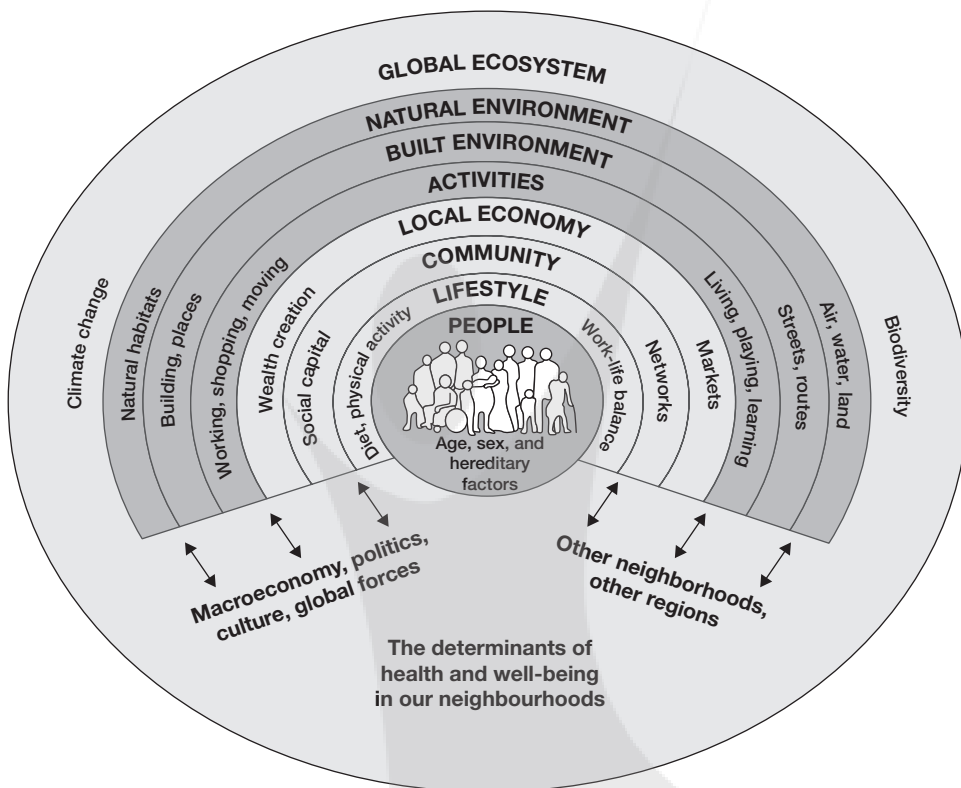 GLOBAL ECOSYSTEM
NATURAL ENVIRONMENT
BUILT ENVIRONMENT
ACTIVITIES
LOCAL ECONOMY
COMMUNITY
LIFESTYLE
PEOPLE
Age, sex, and
hereditary
factors
Climate change
Natural habitats
Building, places
Working, shopping, moving
Wealth creation
Social capital
Diet, physical activity
Work-life balance
Networks
Markets
Living, playing, learning
Streets, routes
Air, water, land
Biodiversity
Macroeconomy, politics,
culture, global forces
Other neighborhoods,
other regions
The determinants of
health and well-being
in our neighbourhoods